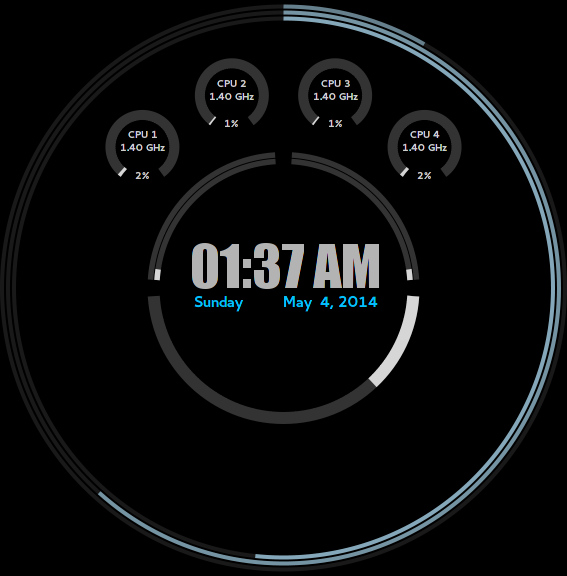 CPU 2
1.40 GHz
1%
CPU 3
1.40 GHz
1%
CPU 1
1.40 GHz
2%
CPU 4
1.40 GHz
2%
01:37 AM
Sunday May 4, 2014